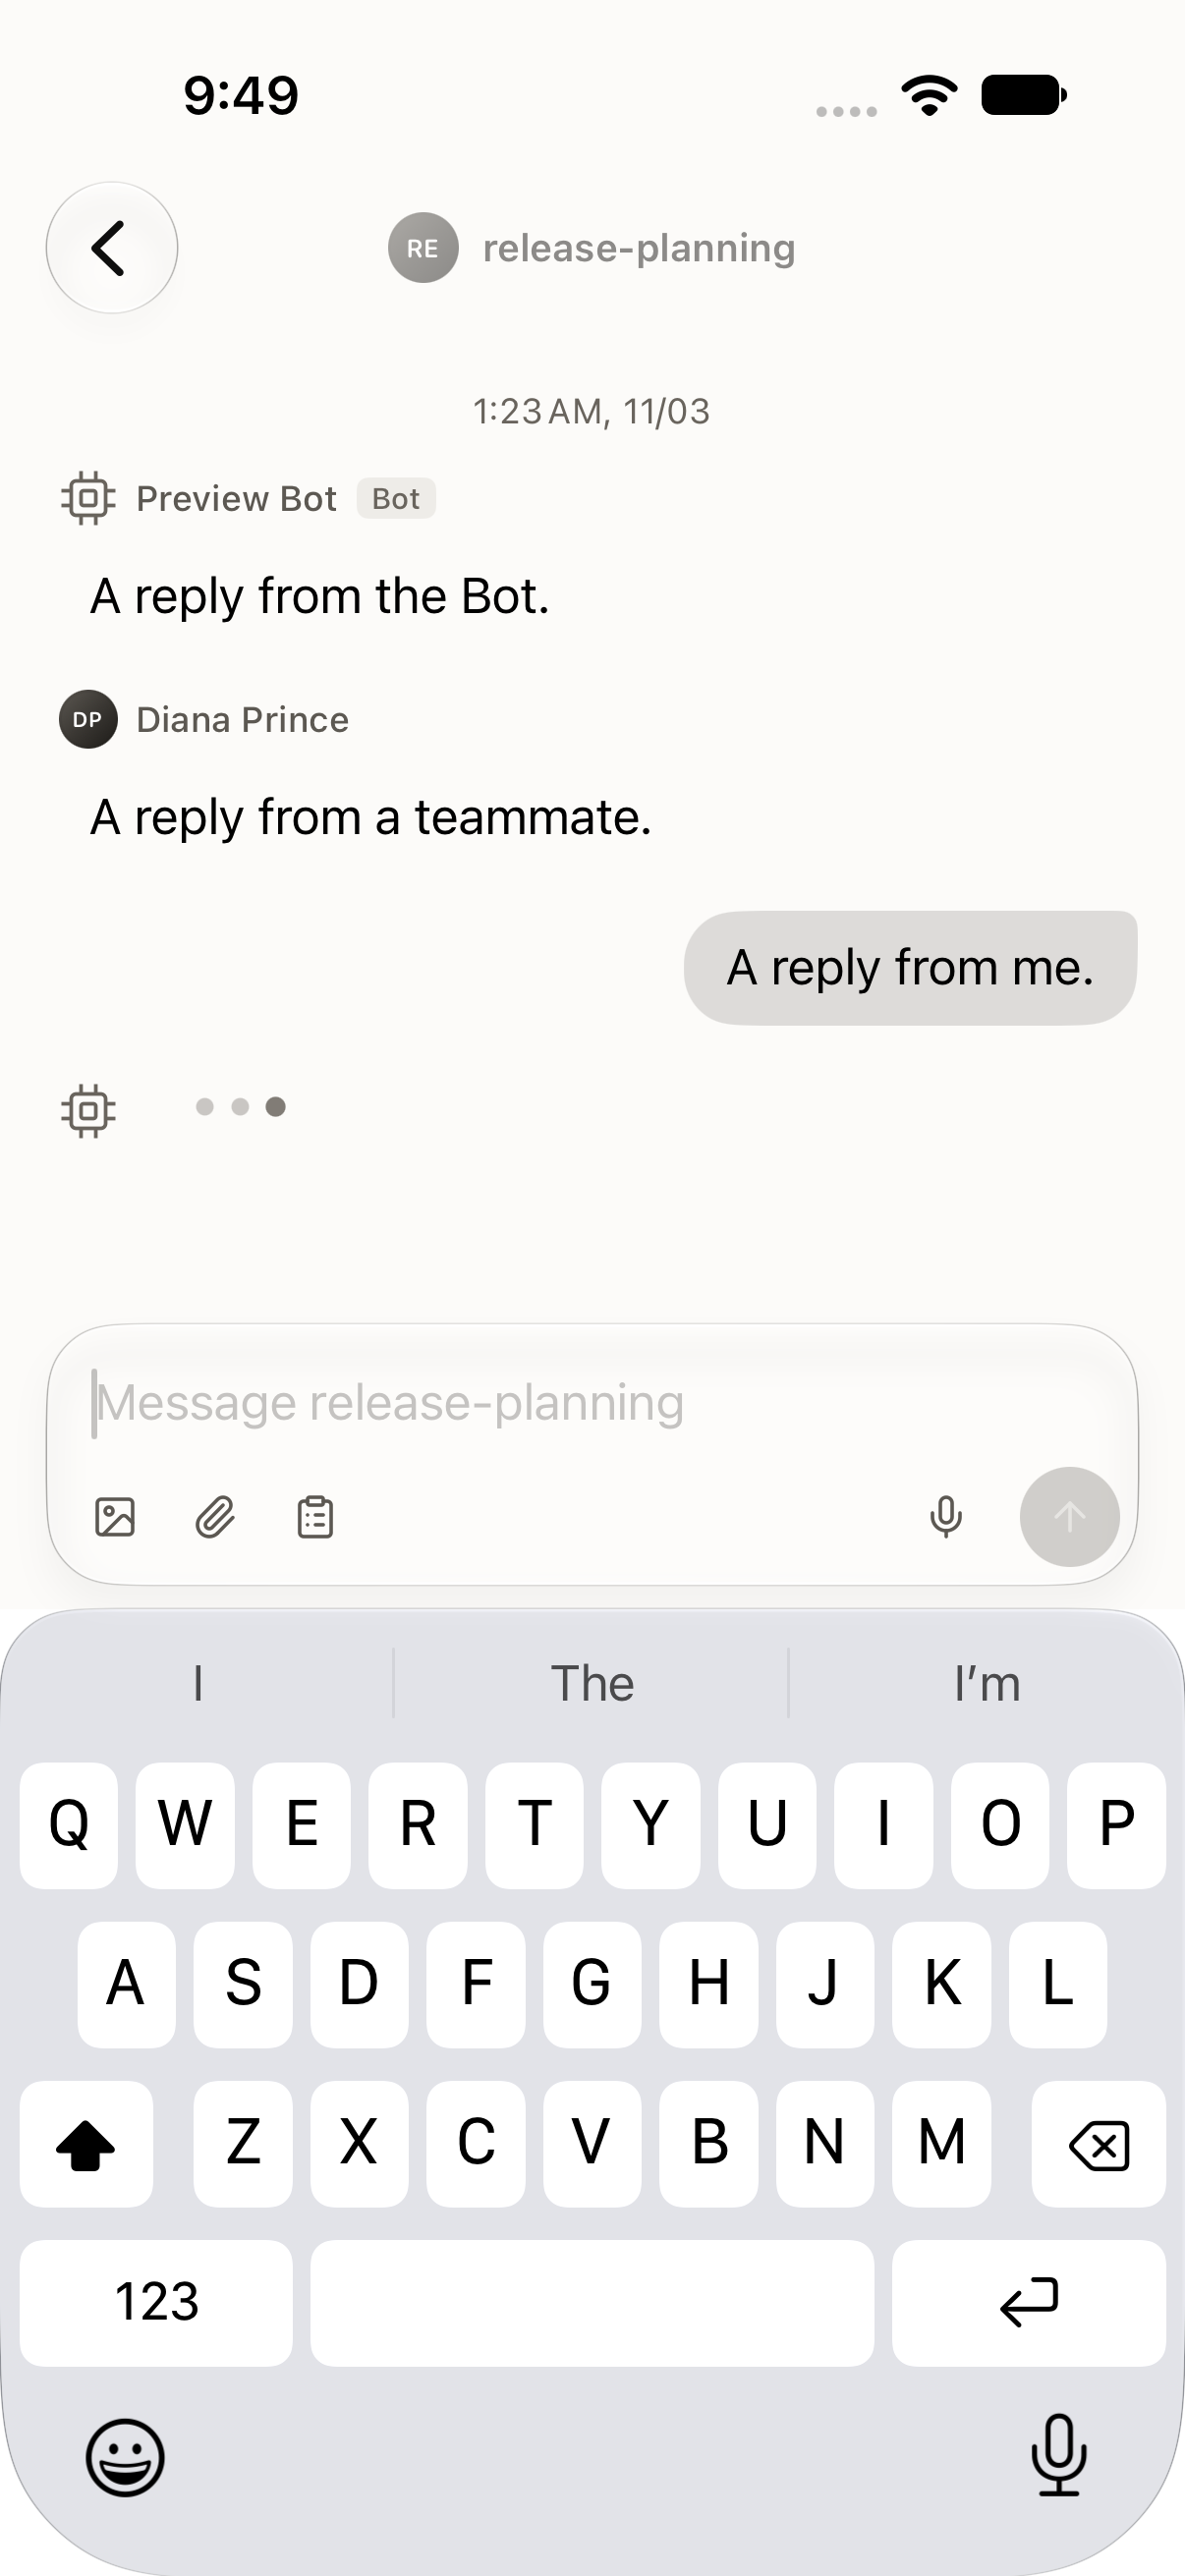 9:49
RE release-planning
1:23 AM, 11/03
Preview Bot Bot
A reply from the Bot.
DP Diana Prince
A reply from a teammate.
A reply from me.
Message release-planning
I The I’m
Q W E R T Y U I O P
A S D F G H J K L
Z X C V B N M
123